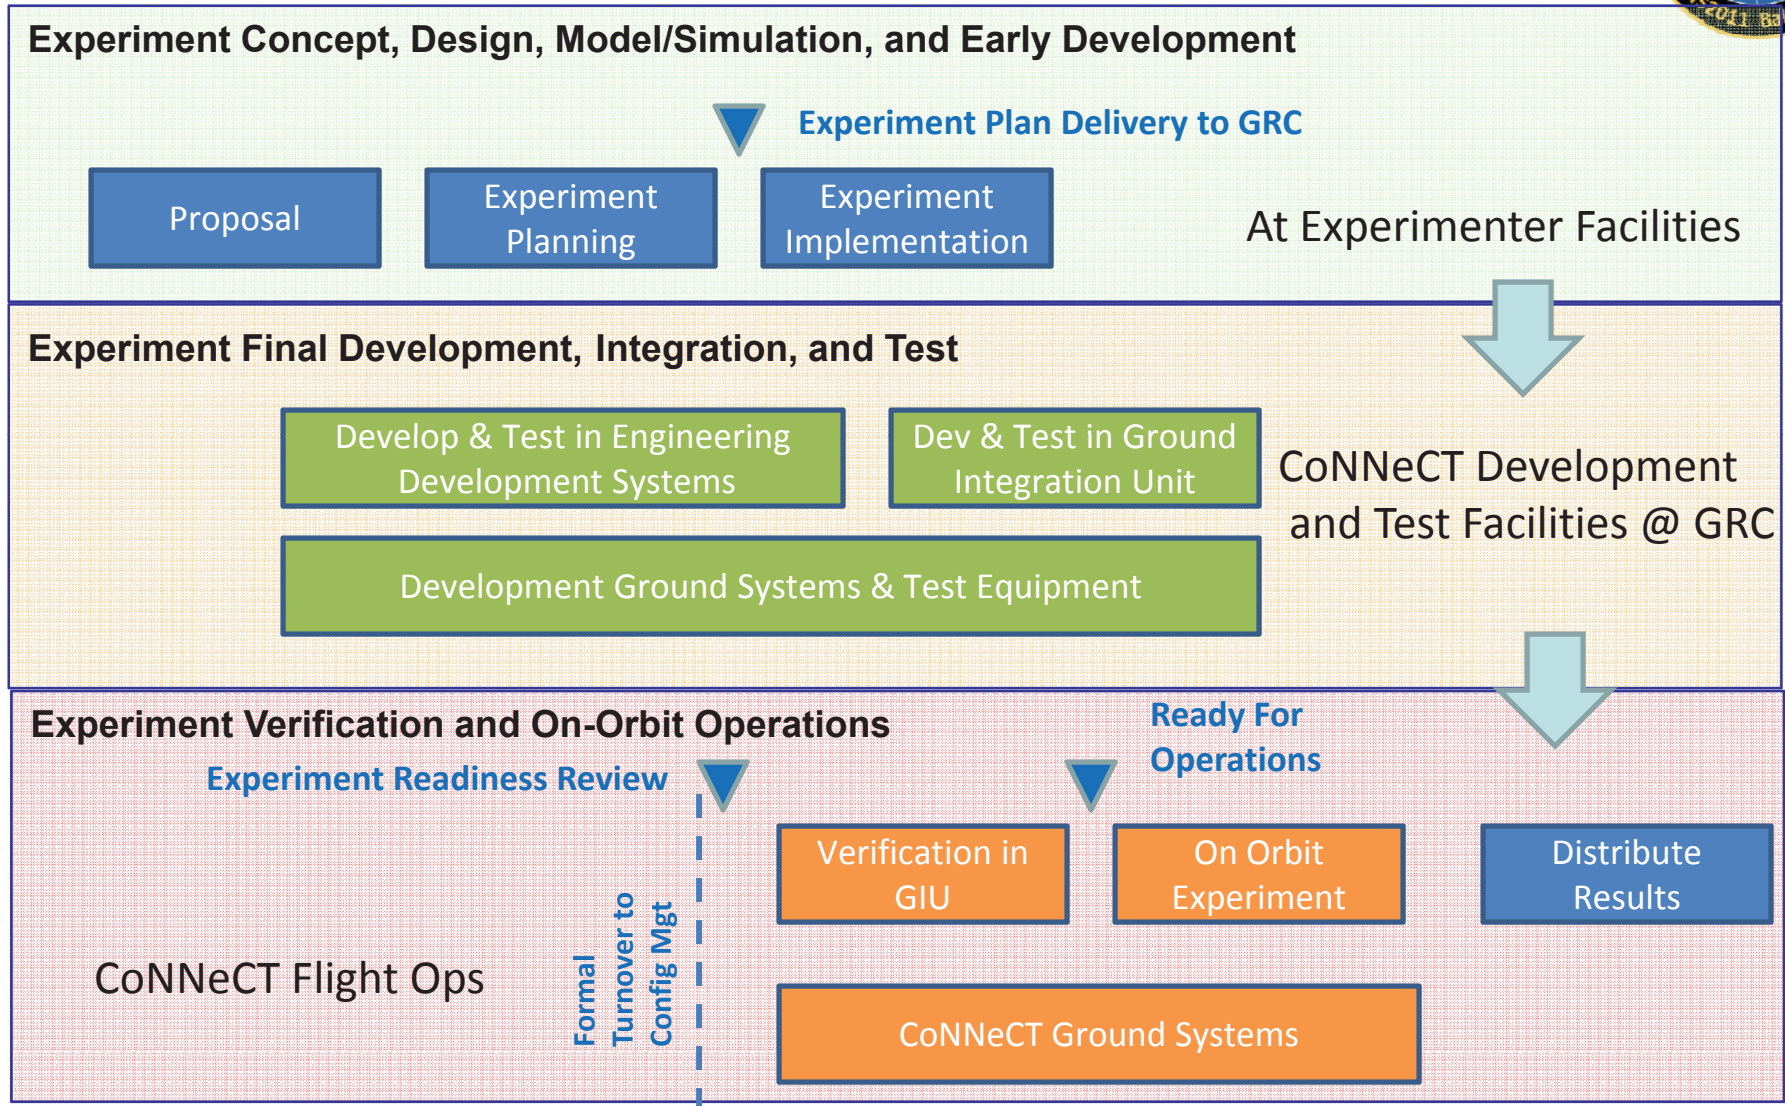 2011 Ba
Experiment Concept, Design, Model/Simulation, and Early Development
Experiment Plan Delivery to GRC
Proposal
Experiment
Planning
Experiment
Implementation
At Experimenter Facilities
Experiment Final Development, Integration, and Test
Develop & Test in Engineering
Development Systems
Dev & Test in Ground
Integration Unit
CoNNeCT Development
and Test Facilities @ GRC
Development Ground Systems & Test Equipment
Experiment Verification and On-Orbit Operations
Ready For
Operations
Experiment Readiness Review
Verification in
GIU
On Orbit
Experiment
Distribute
Results
Formal
Turnover to
Config Mgt
CoNNeCT Flight Ops
CoNNeCT Ground Systems